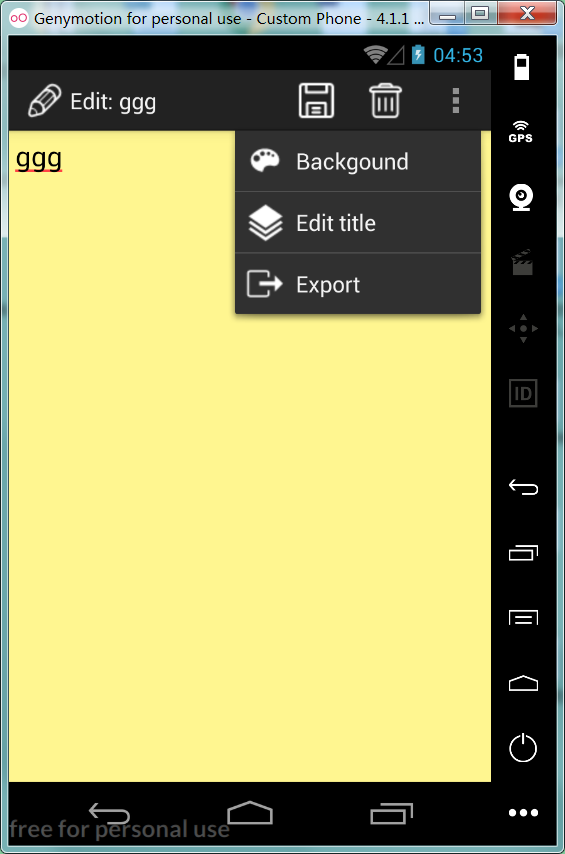 Genymotion for personal use - Custom Phone - 4.1.1 ...
04:53
Edit: ggg
GPS
ggg
Backgound
Edit title
Export
ID
free for personal use